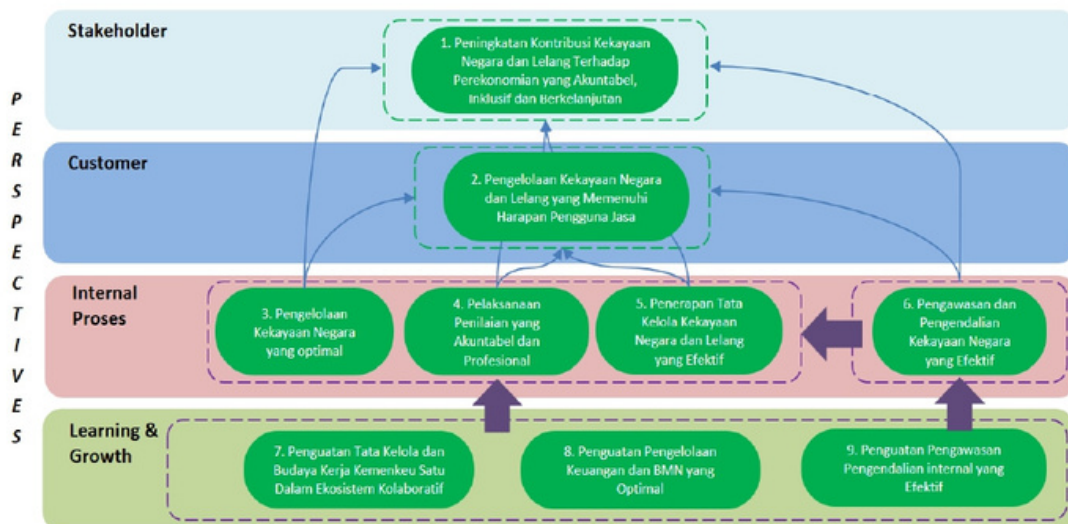 PERSPECTIVES
Stakeholder
1. Peningkatan Kontribusi Kekayaan
Negara dan Lelang Terhadap
Perekonomian yang Akuntabel,
Inklusif dan Berkelanjutan
Customer
2. Pengelolaan Kekayaan Negara
dan Lelang yang Memenuhi
Harapan Pengguna Jasa
Internal
Proses
3. Pengelolaan
Kekayaan Negara
yang optimal
4. Pelaksanaan
Penilaian yang
Akuntabel dan
Profesional
5. Penerapan Tata
Kelola Kekayaan
Negara dan Lelang
yang Efektif
6. Pengawasan dan
Pengendalian
Kekayaan Negara
yang Efektif
Learning &
Growth
7. Penguatan Tata Kelola dan
Budaya Kerja Kemenkeu Satu
Dalam Ekosistem Kolaboratif
8. Penguatan Pengelolaan
Keuangan dan BMN yang
Optimal
9. Penguatan Pengawasan
Pengendalian internal yang
Efektif